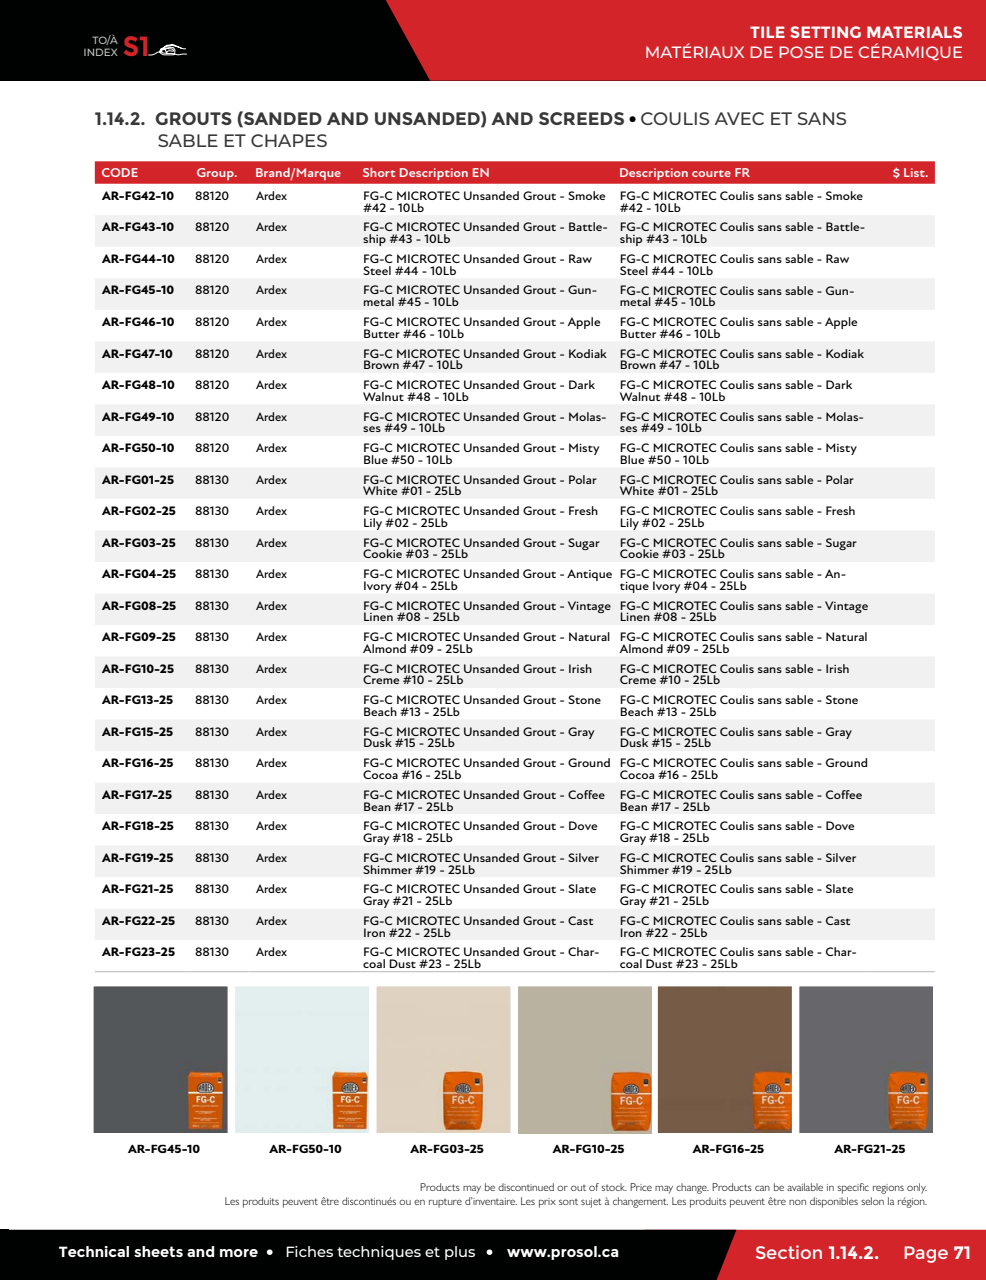 TO/À
INDEX S1
TILE SETTING MATERIALS
MATÉRIAUX DE POSE DE CÉRAMIQUE
1.14.2. GROUTS (SANDED AND UNSANDED) AND SCREEDS • COULIS AVEC ET SANS
SABLE ET CHAPES
CODE Group. Brand/Marque Short Description EN Description courte FR $ List.
AR-FG42-10 88120 Ardex FG-C MICROTEC Unsanded Grout - Smoke FG-C MICROTEC Coulis sans sable - Smoke
#42 - 10Lb #42 - 10Lb
AR-FG43-10 88120 Ardex FG-C MICROTEC Unsanded Grout - Battle- FG-C MICROTEC Coulis sans sable - Battle-
ship #43 - 10Lb ship #43 - 10Lb
AR-FG44-10 88120 Ardex FG-C MICROTEC Unsanded Grout - Raw FG-C MICROTEC Coulis sans sable - Raw
Steel #44 - 10Lb Steel #44 - 10Lb
AR-FG45-10 88120 Ardex FG-C MICROTEC Unsanded Grout - Gun- FG-C MICROTEC Coulis sans sable - Gun-
metal #45 - 10Lb metal #45 - 10Lb
AR-FG46-10 88120 Ardex FG-C MICROTEC Unsanded Grout - Apple FG-C MICROTEC Coulis sans sable - Apple
Butter #46 - 10Lb Butter #46 - 10Lb
AR-FG47-10 88120 Ardex FG-C MICROTEC Unsanded Grout - Kodiak FG-C MICROTEC Coulis sans sable - Kodiak
Brown #47 - 10Lb Brown #47 - 10Lb
AR-FG48-10 88120 Ardex FG-C MICROTEC Unsanded Grout - Dark FG-C MICROTEC Coulis sans sable - Dark
Walnut #48 - 10Lb Walnut #48 - 10Lb
AR-FG49-10 88120 Ardex FG-C MICROTEC Unsanded Grout - Molas- FG-C MICROTEC Coulis sans sable - Molas-
ses #49 - 10Lb ses #49 - 10Lb
AR-FG50-10 88120 Ardex FG-C MICROTEC Unsanded Grout - Misty FG-C MICROTEC Coulis sans sable - Misty
Blue #50 - 10Lb Blue #50 - 10Lb
AR-FG01-25 88130 Ardex FG-C MICROTEC Unsanded Grout - Polar FG-C MICROTEC Coulis sans sable - Polar
White #01 - 25Lb White #01 - 25Lb
AR-FG02-25 88130 Ardex FG-C MICROTEC Unsanded Grout - Fresh FG-C MICROTEC Coulis sans sable - Fresh
Lily #02 - 25Lb Lily #02 - 25Lb
AR-FG03-25 88130 Ardex FG-C MICROTEC Unsanded Grout - Sugar FG-C MICROTEC Coulis sans sable - Sugar
Cookie #03 - 25Lb Cookie #03 - 25Lb
AR-FG04-25 88130 Ardex FG-C MICROTEC Unsanded Grout - Antique FG-C MICROTEC Coulis sans sable - An-
Ivory #04 - 25Lb tique Ivory #04 - 25Lb
AR-FG08-25 88130 Ardex FG-C MICROTEC Unsanded Grout - Vintage FG-C MICROTEC Coulis sans sable - Vintage
Linen #08 - 25Lb Linen #08 - 25Lb
AR-FG09-25 88130 Ardex FG-C MICROTEC Unsanded Grout - Natural FG-C MICROTEC Coulis sans sable - Natural
Almond #09 - 25Lb Almond #09 - 25Lb
AR-FG10-25 88130 Ardex FG-C MICROTEC Unsanded Grout - Irish FG-C MICROTEC Coulis sans sable - Irish
Creme #10 - 25Lb Creme #10 - 25Lb
AR-FG13-25 88130 Ardex FG-C MICROTEC Unsanded Grout - Stone FG-C MICROTEC Coulis sans sable - Stone
Beach #13 - 25Lb Beach #13 - 25Lb
AR-FG15-25 88130 Ardex FG-C MICROTEC Unsanded Grout - Gray FG-C MICROTEC Coulis sans sable - Gray
Dusk #15 - 25Lb Dusk #15 - 25Lb
AR-FG16-25 88130 Ardex FG-C MICROTEC Unsanded Grout - Ground FG-C MICROTEC Coulis sans sable - Ground
Cocoa #16 - 25Lb Cocoa #16 - 25Lb
AR-FG17-25 88130 Ardex FG-C MICROTEC Unsanded Grout - Coffee FG-C MICROTEC Coulis sans sable - Coffee
Bean #17 - 25Lb Bean #17 - 25Lb
AR-FG18-25 88130 Ardex FG-C MICROTEC Unsanded Grout - Dove FG-C MICROTEC Coulis sans sable - Dove
Gray #18 - 25Lb Gray #18 - 25Lb
AR-FG19-25 88130 Ardex FG-C MICROTEC Unsanded Grout - Silver FG-C MICROTEC Coulis sans sable - Silver
Shimmer #19 - 25Lb Shimmer #19 - 25Lb
AR-FG21-25 88130 Ardex FG-C MICROTEC Unsanded Grout - Slate FG-C MICROTEC Coulis sans sable - Slate
Gray #21 - 25Lb Gray #21 - 25Lb
AR-FG22-25 88130 Ardex FG-C MICROTEC Unsanded Grout - Cast FG-C MICROTEC Coulis sans sable - Cast
Iron #22 - 25Lb Iron #22 - 25Lb
AR-FG23-25 88130 Ardex FG-C MICROTEC Unsanded Grout - Char- FG-C MICROTEC Coulis sans sable - Char-
coal Dust #23 - 25Lb coal Dust #23 - 25Lb
ARDEX ARDEX ARDEX ARDEX ARDEX ARDEX
FG-C FG-C FG-C FG-C FG-C FG-C
AR-FG45-10 AR-FG50-10 AR-FG03-25 AR-FG10-25 AR-FG16-25 AR-FG21-25
Products may be discontinued or out of stock. Price may change. Products can be available in specific regions only.
Les produits peuvent être discontinués ou en rupture d'inventaire. Les prix sont sujet à changement. Les produits peuvent être non disponibles selon la région.
Technical sheets and more • Fiches techniques et plus • www.prosol.ca
Section 1.14.2. Page 71